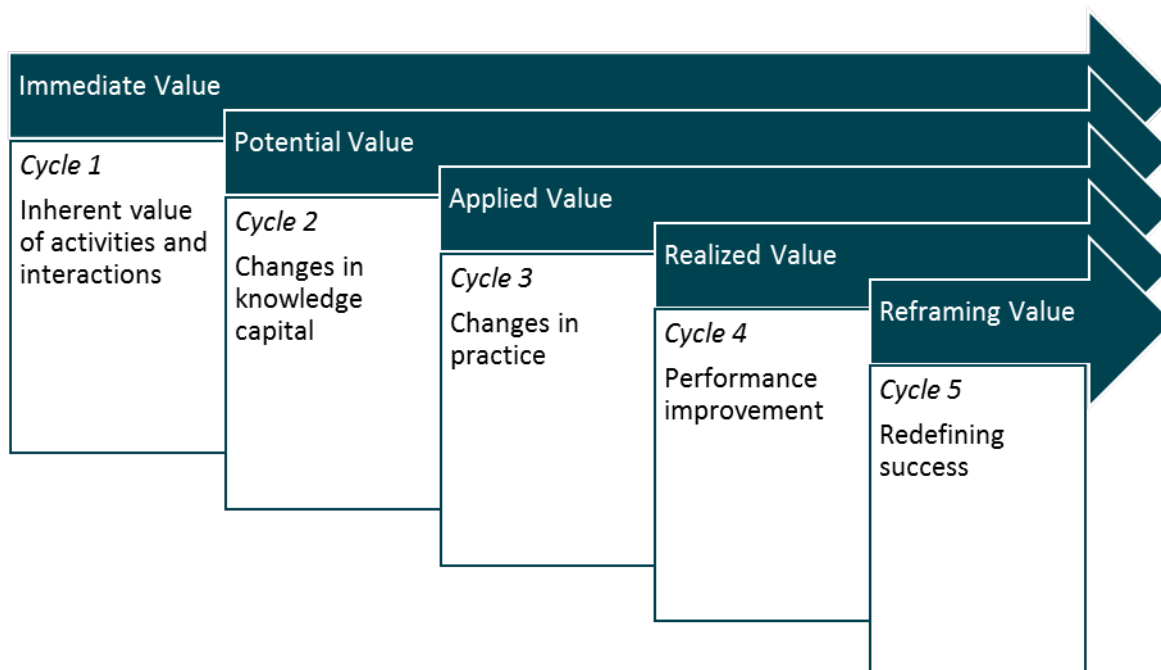 Immediate Value
Cycle 1
Inherent value
of activities and
interactions
Potential Value
Cycle 2
Changes in
knowledge
capital
Applied Value
Cycle 3
Changes in
practice
Realized Value
Cycle 4
Performance
improvement
Reframing Value
Cycle 5
Redefining
success